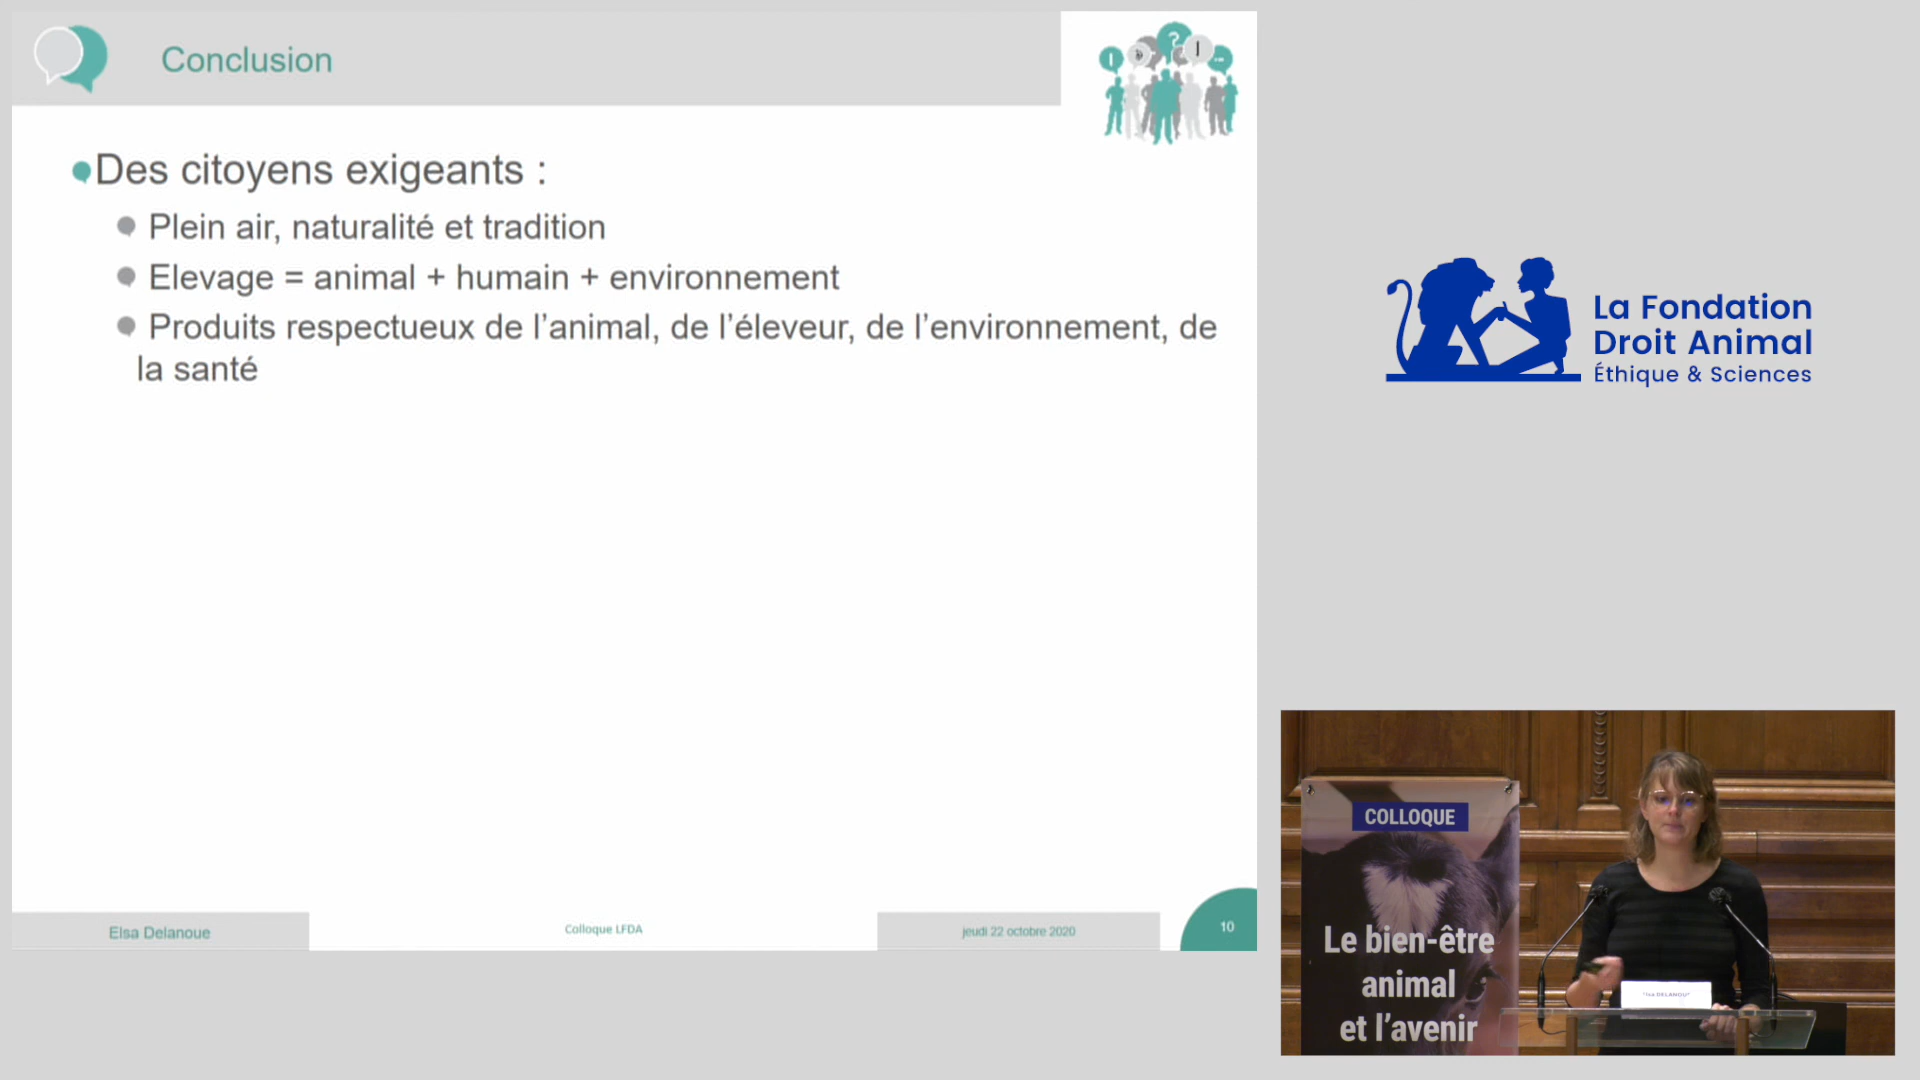 Conclusion
Des citoyens exigeants :
Plein air, naturalité et tradition
Elevage = animal + humain + environnement
Produits respectueux de l’animal, de l’éleveur, de l’environnement, de
la santé
Elsa Delanoue
Colloque LFDA
jeudi 22 octobre 2020
10
La Fondation
Droit Animal
Éthique & Sciences
COLLOQUE
Le bien-être
animal
et l’avenir
DELANOU